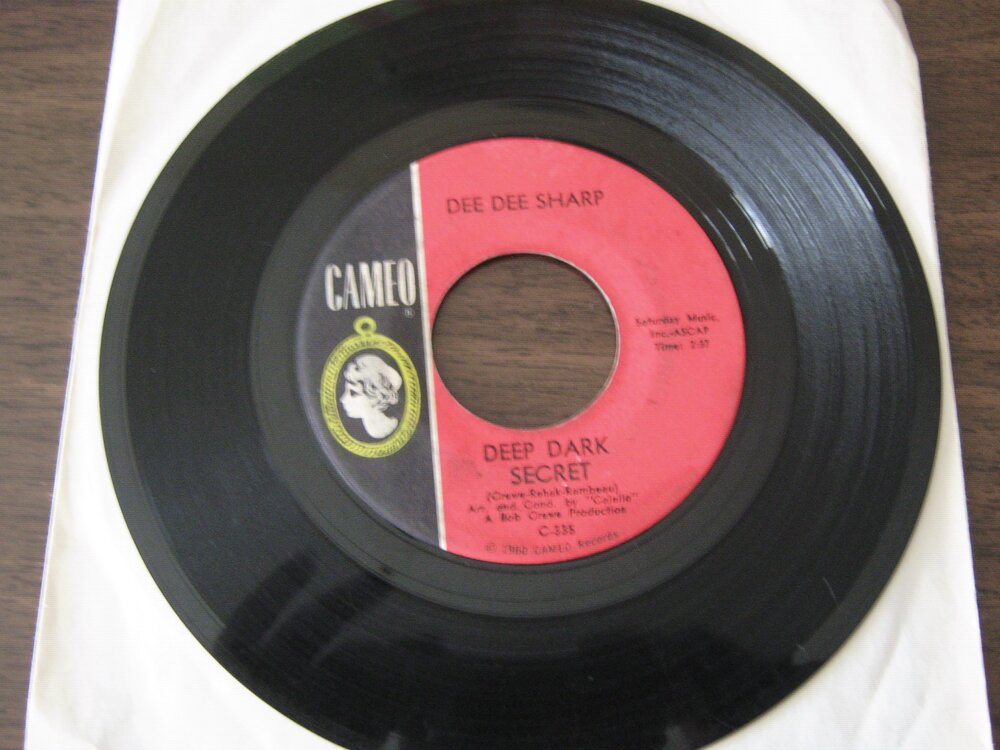 DEE DEE SHARP
CAMEO
®
Saturday Music,
Inc.-ASCAP
Time: 2:37
DEEP DARK
SECRET
(Crewe-Rehak-Rambeau)
Arr. and Cond. by "Calello"
A Bob Crewe Production
C-335
© 1960 CAMEO Records